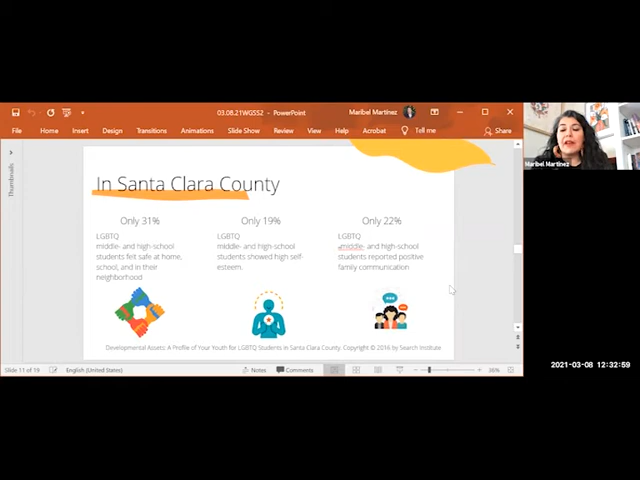 03.08.21WGSS2 - PowerPoint
Maribel Martinez
File Home Insert Design Transitions Animations Slide Show Review View Help Acrobat Tell me Share
Thumbnails
In Santa Clara County
Only 31%
LGBTQ
middle- and high-school
students felt safe at home,
school, and in their
neighborhood
Only 19%
LGBTQ
middle- and high-school
students showed high self-
esteem.
Only 22%
LGBTQ
middle- and high-school
students reported positive
family communication
Developmental Assets: A Profile of Your Youth for LGBTQ Students in Santa Clara County. Copyright © 2016 by Search Institute
Slide 11 of 19 English (United States) Notes Comments 36%
Maribel Martinez
2021-03-08 12:32:59